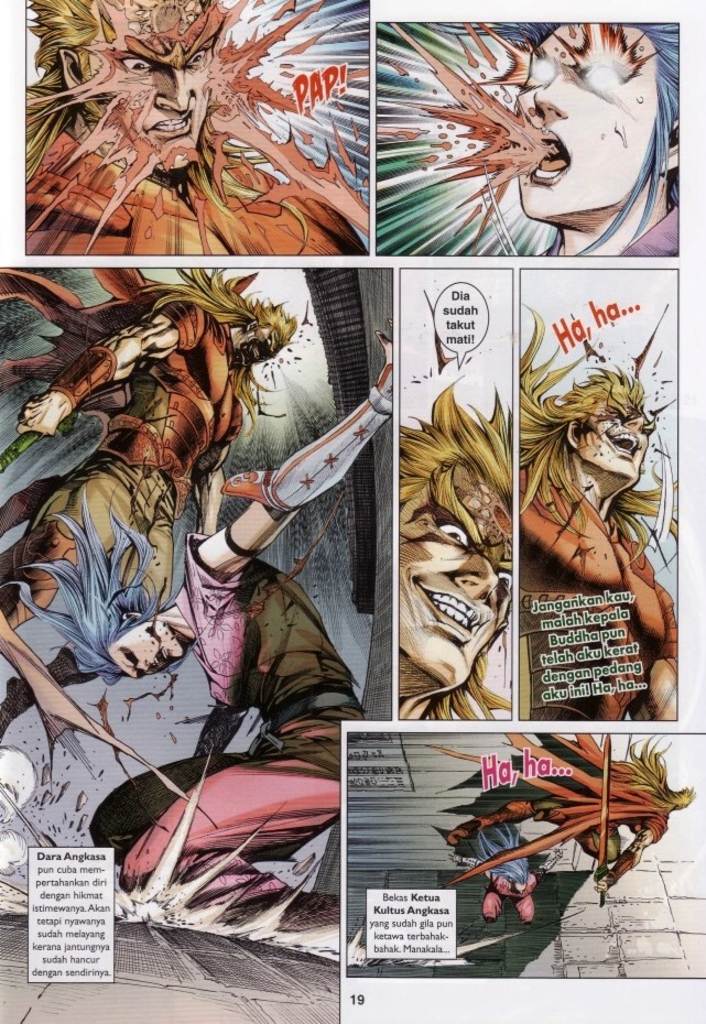 PAP!
Dia
sudah
takut
mati!
Ha, ha...
Jangankan kau,
malah kepala
Buddha pun
telah aku kerat
dengan pedang
aku ini! Ha, ha...
Dara Angkasa
pun cuba mem-
pertahankan diri
dengan hikmat
istimewanya. Akan
tetapi nyawanya
sudah melayang
kerana jantungnya
sudah hancur
dengan sendirinya.
Ha, ha...
Bekas Ketua
Kultus Angkasa
yang sudah gila pun
ketawa terbahak-
bahak. Manakala...
19